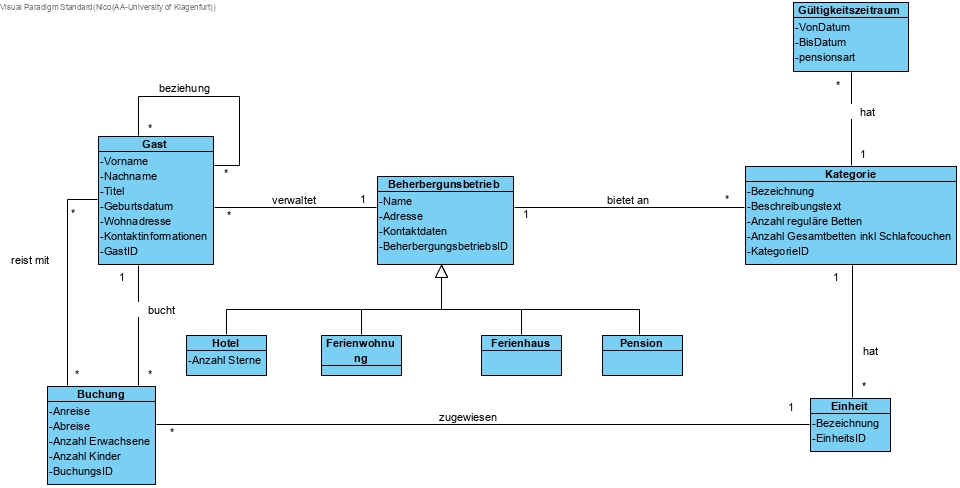 Visual Paradigm Standard(Nico(AA-University of Klagenfurt))
Gültigkeitszeitraum
-VonDatum
-BisDatum
-pensionsart
*
hat
1
beziehung
*
*
Gast
-Vorname
-Nachname
-Titel
-Geburtsdatum
-Wohnadresse
-Kontaktinformationen
-GastID
*
verwaltet
1
Beherbergunsbetrieb
-Name
-Adresse
-Kontaktdaten
-BeherbergungsbetriebsID
1
bietet an
*
Kategorie
-Bezeichnung
-Beschreibungstext
-Anzahl reguläre Betten
-Anzahl Gesamtbetten inkl Schlafcouchen
-KategorieID
*
reist mit
*
1
bucht
*
Hotel
-Anzahl Sterne
Ferienwohnu
ng
Ferienhaus
Pension
1
hat
*
Buchung
-Anreise
-Abreise
-Anzahl Erwachsene
-Anzahl Kinder
-BuchungsID
*
zugewiesen
1
Einheit
-Bezeichnung
-EinheitsID